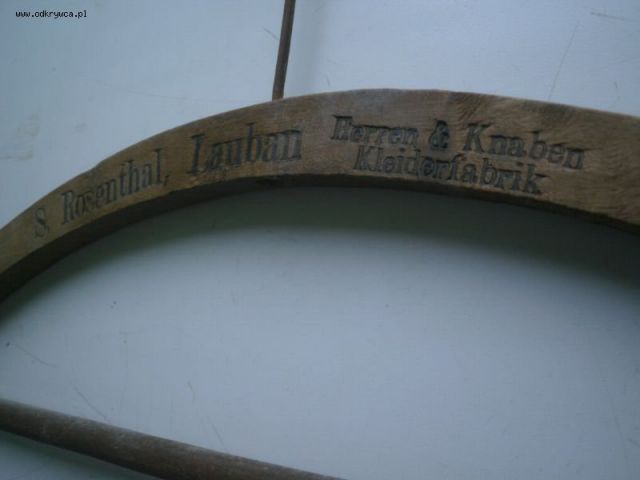 www.odkrywca.pl
S. Rosenthal, Lauban
Herren & Knaben
Kleiderfabrik